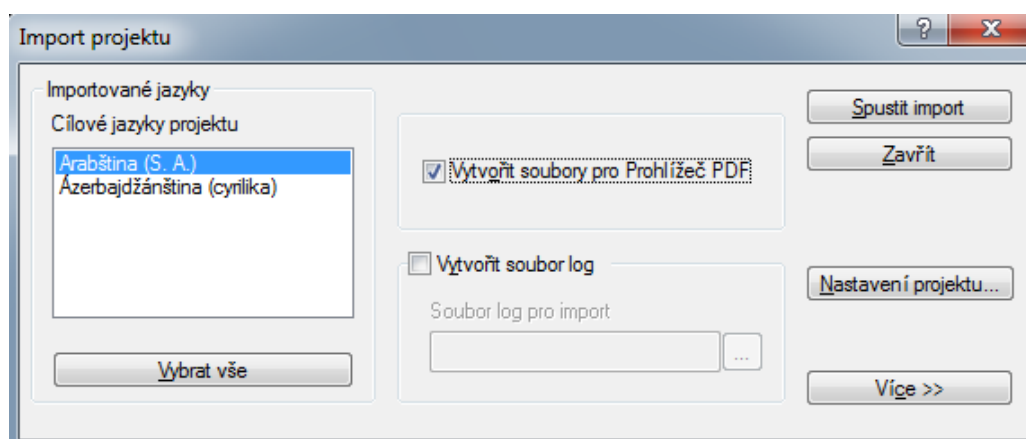 Import projektu
Importované jazyky
Cílové jazyky projektu
Arabština (S. A.)
Ázerbajdžánština (cyrilika)
Vybrat vše
Vytvořit soubory pro Prohlížeč PDF
Vytvořit soubor log
Soubor log pro import
...
Spustit import
Zavřít
Nastavení projektu...
Více >>